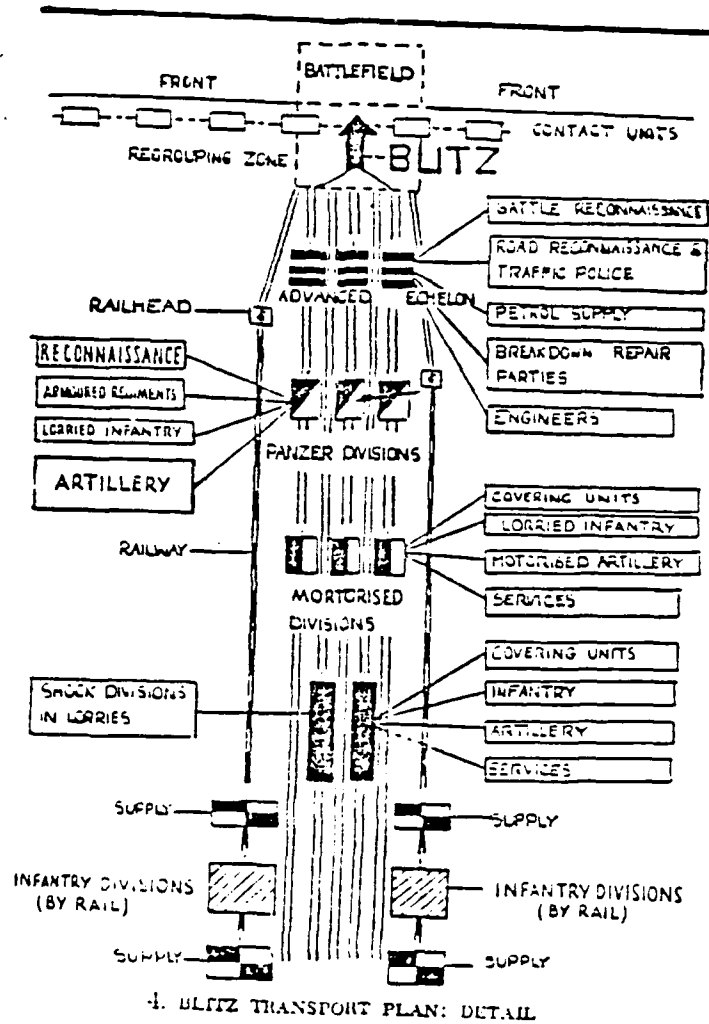 BATTLEFIELD
FRONT
FRONT
CONTACT UNITS
REGROUPING ZONE
BLITZ
BATTLE RECONNAISSANCE
ROAD RECONNAISSANCE &
TRAFFIC POLICE
ADVANCED ECHELON
PETROL SUPPLY
RAILHEAD
BREAKDOWN REPAIR
PARTIES
RECONNAISSANCE
ARMOURED REGIMENTS
LORRIED INFANTRY
ENGINEERS
PANZER DIVISIONS
ARTILLERY
COVERING UNITS
LORRIED INFANTRY
RAILWAY
MOTORISED ARTILLERY
MORTORISED
DIVISIONS
SERVICES
COVERING UNITS
SHOCK DIVISIONS
IN LORRIES
INFANTRY
ARTILLERY
SERVICES
SUPPLY
SUPPLY
INFANTRY DIVISIONS
(BY RAIL)
INFANTRY DIVISIONS
(BY RAIL)
SUPPLY
SUPPLY
4. BLITZ TRANSPORT PLAN: DETAIL